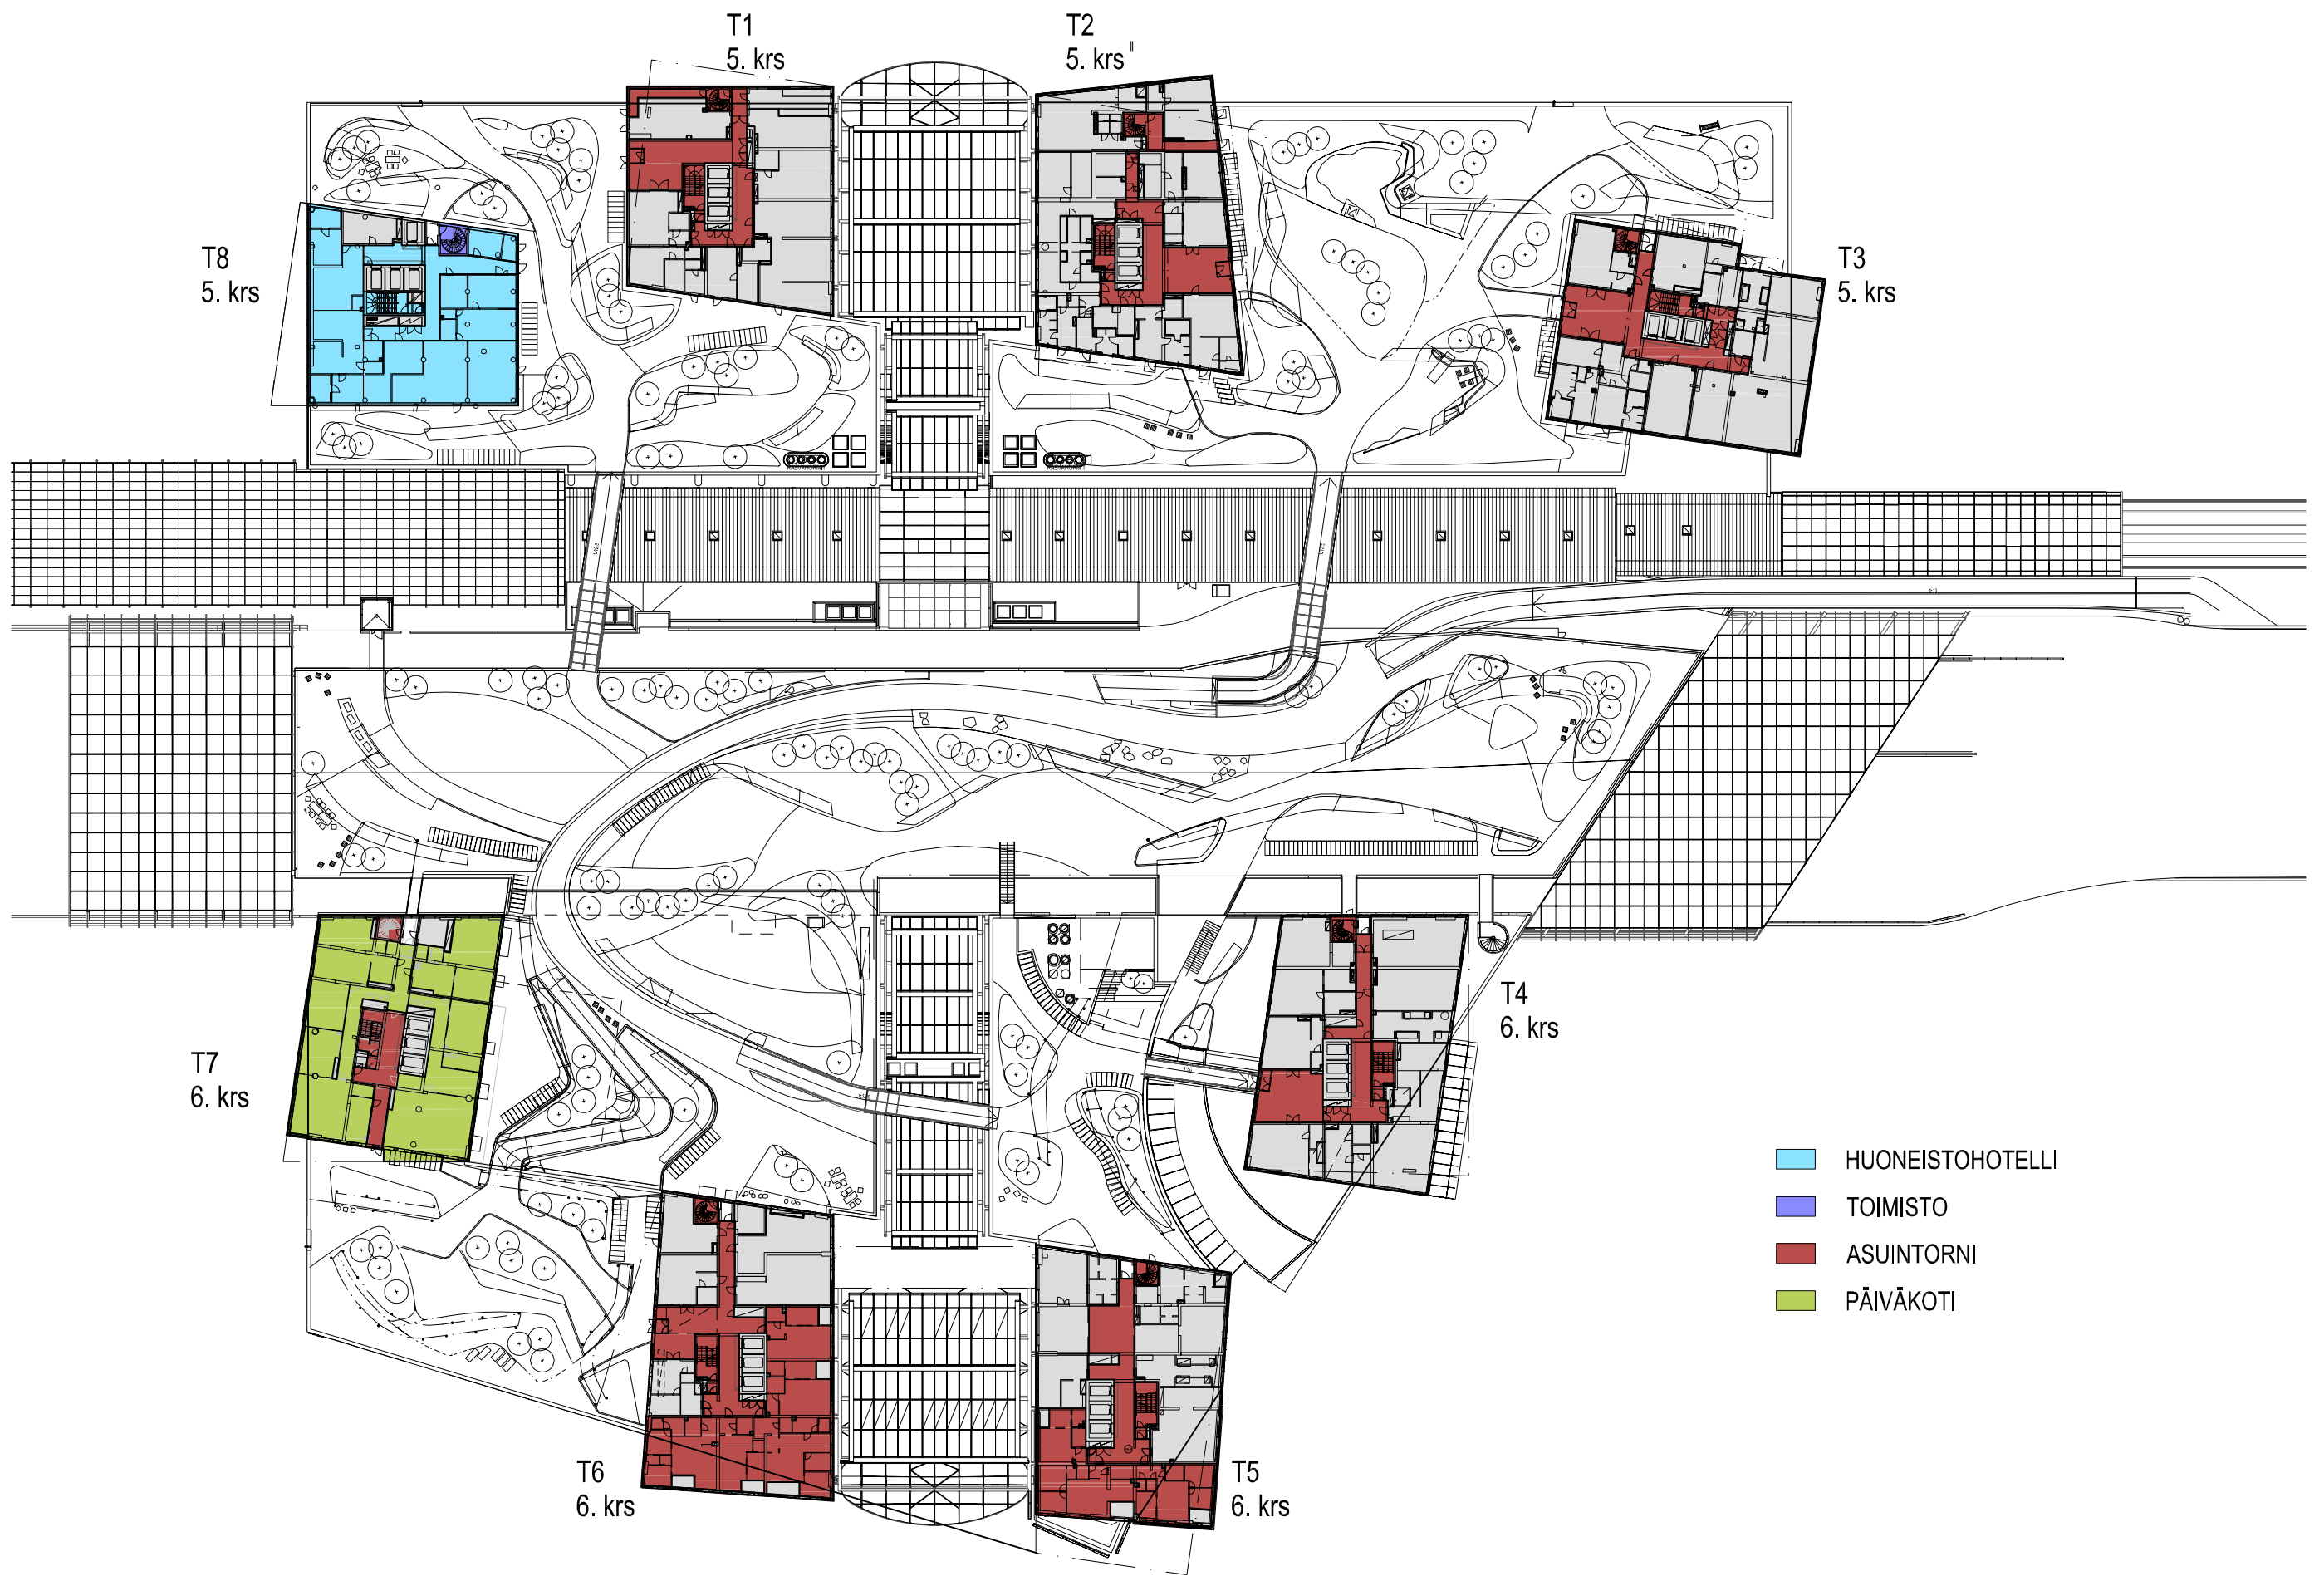 T1
5. krs
T2
5. krs
T8
5. krs
T3
5. krs
T7
6. krs
T4
6. krs
HUONEISTOHOTELLI
TOIMISTO
ASUINTORNI
PÄIVÄKOTI
T6
6. krs
T5
6. krs